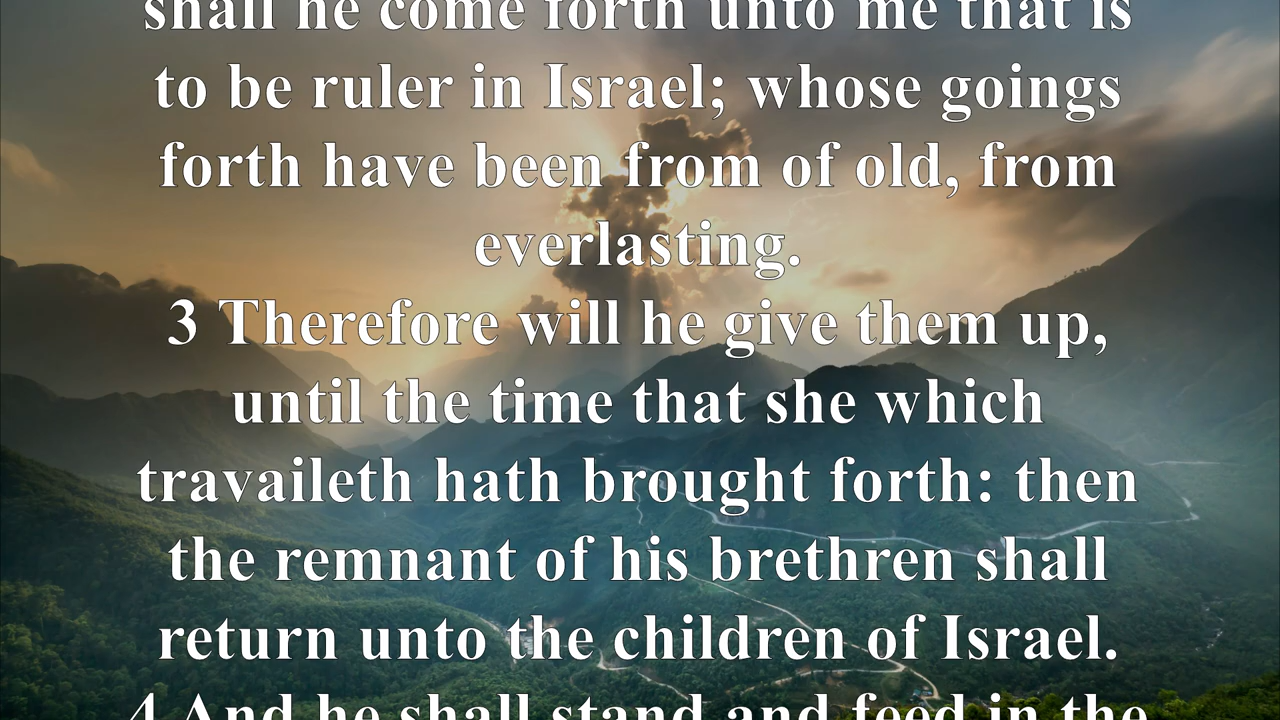 shall he come forth unto me that is
to be ruler in Israel; whose goings
forth have been from of old, from
everlasting.
3 Therefore will he give them up,
until the time that she which
travaileth hath brought forth: then
the remnant of his brethren shall
return unto the children of Israel.
4 And he shall stand and feed in the